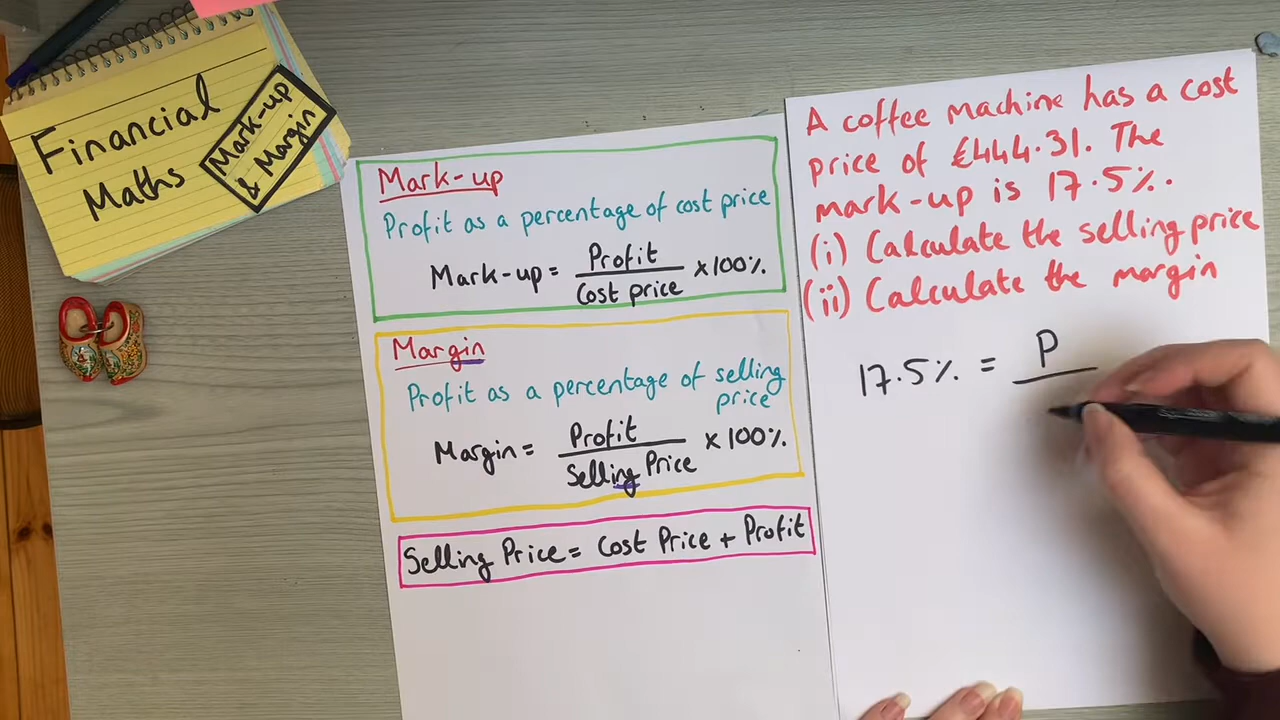 Financial
Maths
Mark-up
& Margin
Mark-up
Profit as a percentage of cost price
Mark-up = Profit / Cost price × 100%
Margin
Profit as a percentage of selling
price
Margin = Profit / Selling Price × 100%
Selling Price = Cost Price + Profit
A coffee machine has a cost
price of £444.31. The
mark-up is 17.5%.
(i) Calculate the selling price
(ii) Calculate the margin
17.5% = P